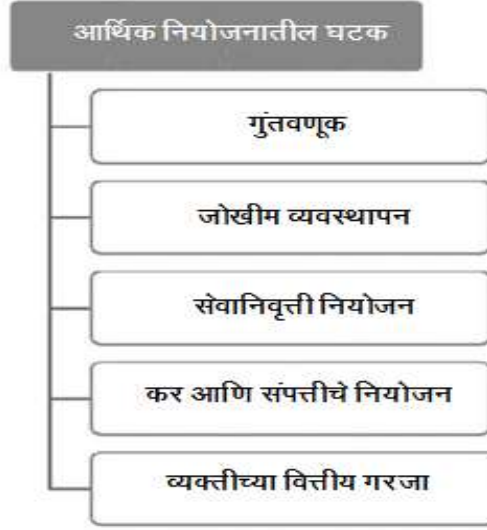 आर्थिक नियोजनातील घटक
गुंतवणूक
जोखीम व्यवस्थापन
सेवानिवृत्ती नियोजन
कर आणि संपत्तीचे नियोजन
व्यक्तीच्या वित्तीय गरजा